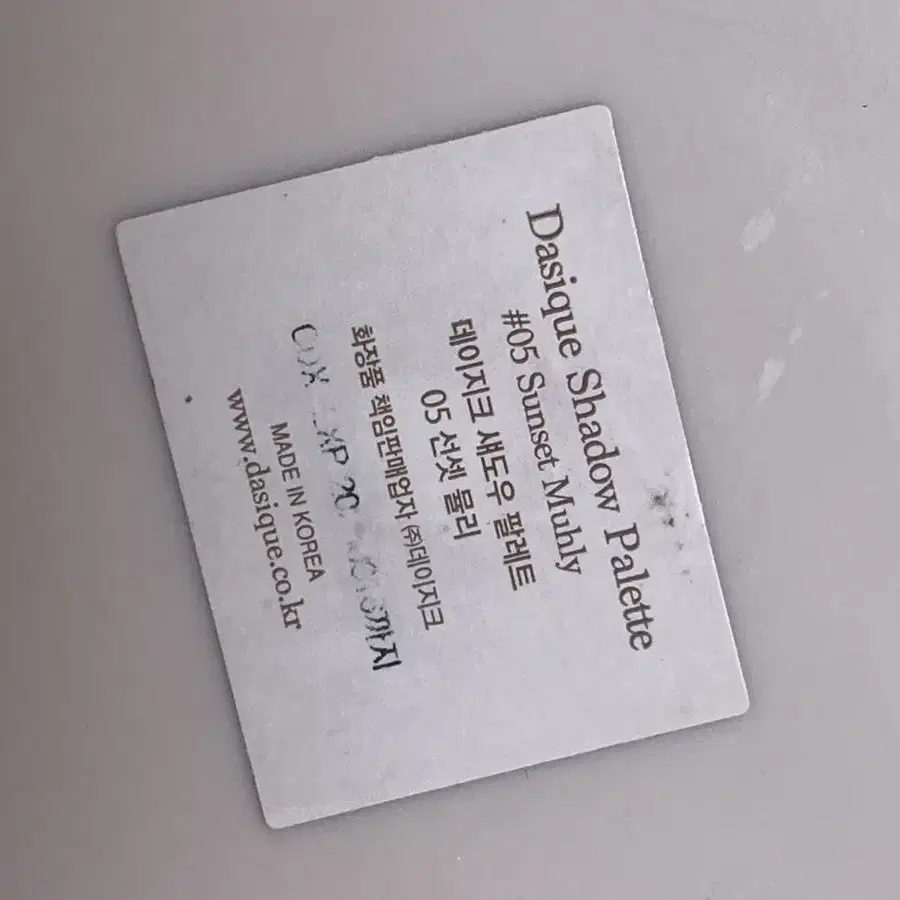 Dasique Shadow Palette
#05 Sunset Muhly
데이지크 섀도우 팔레트
05 선셋 뮬리
화장품 책임판매업자 ㈜데이지크
MADE IN KOREA
www.dasique.co.kr